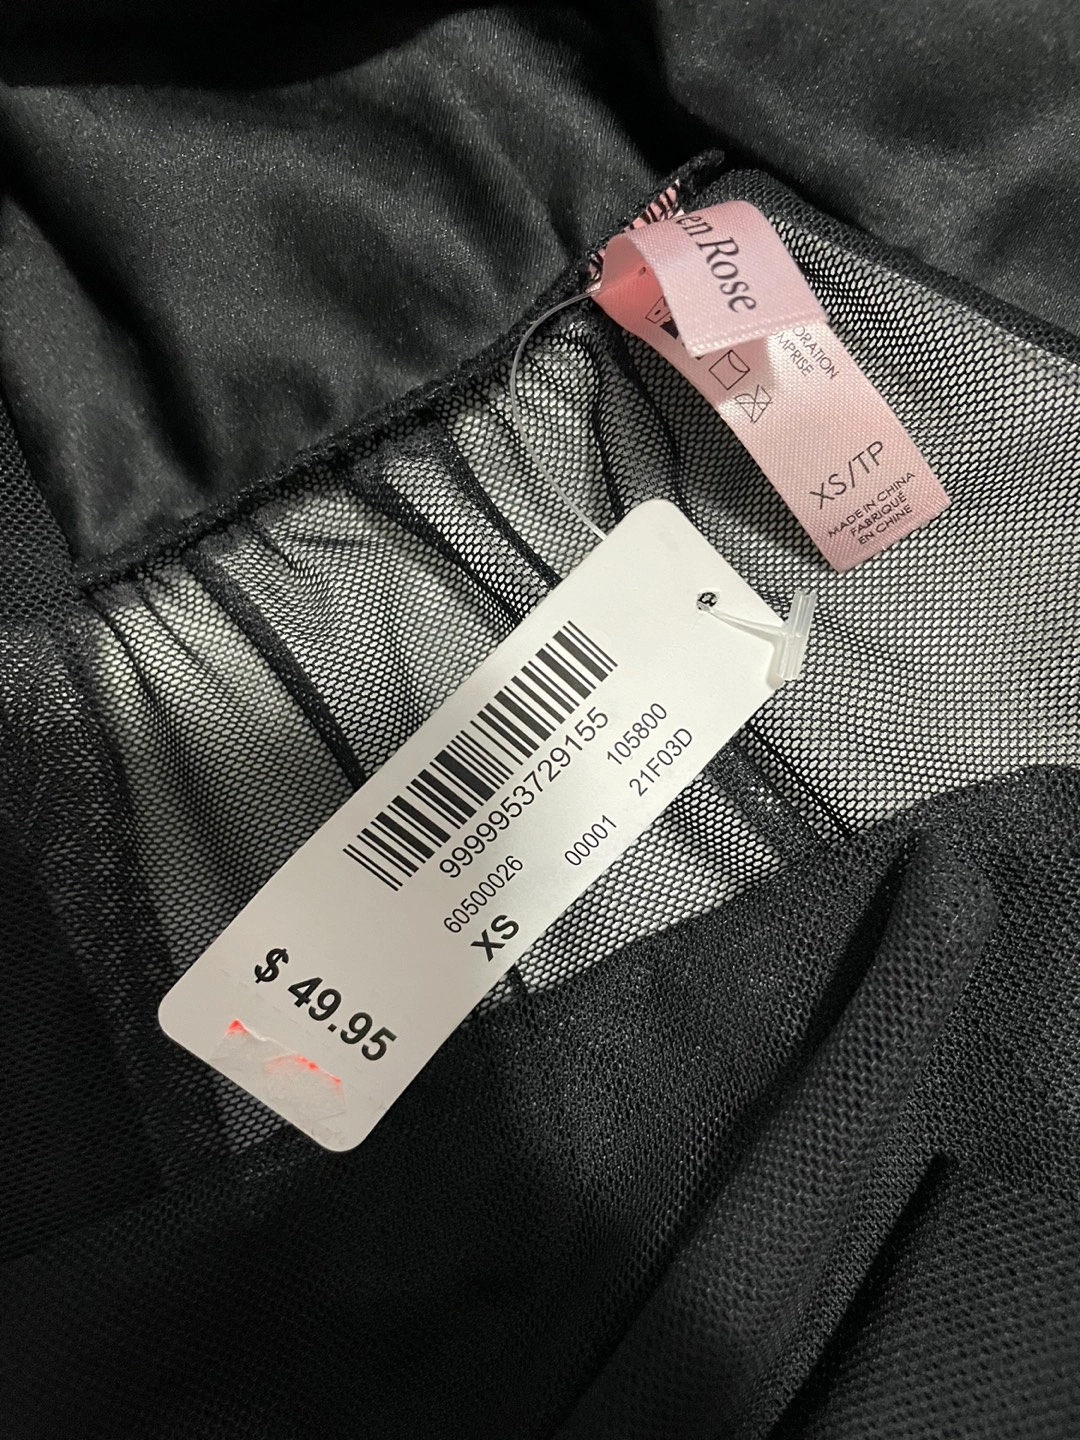 en Rose
ORATION
MPRISE
XS/TP
MADE IN CHINA
FABRIQUÉ
EN CHINE
9999953729155
105800
60500026
00001
21F03D
XS
$ 49.95